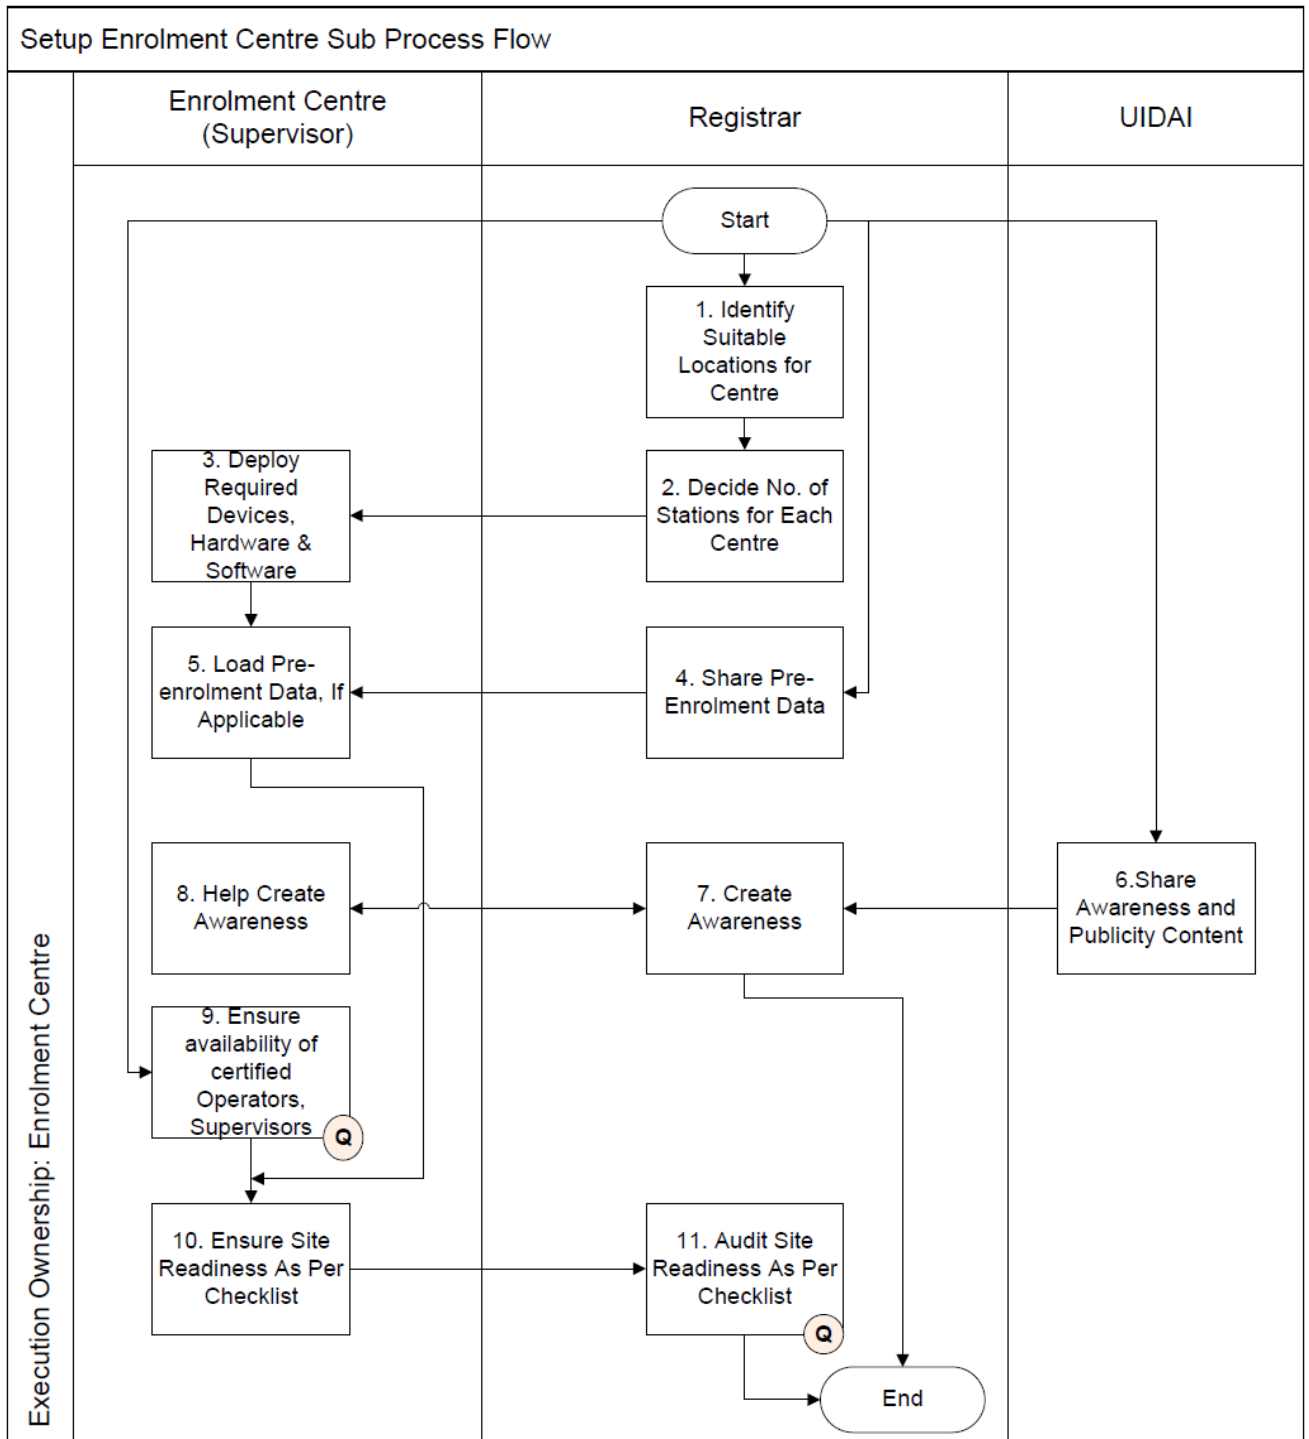 Setup Enrolment Centre Sub Process Flow
Enrolment Centre
(Supervisor)
Registrar
UIDAI
Start
1. Identify
Suitable
Locations for
Centre
3. Deploy
Required
Devices,
Hardware &
Software
2. Decide No. of
Stations for Each
Centre
5. Load Pre-
enrolment Data, If
Applicable
4. Share Pre-
Enrolment Data
8. Help Create
Awareness
7. Create
Awareness
6.Share
Awareness and
Publicity Content
9. Ensure
availability of
certified
Operators,
Supervisors
Q
10. Ensure Site
Readiness As Per
Checklist
11. Audit Site
Readiness As Per
Checklist
Q
End
Execution Ownership: Enrolment Centre